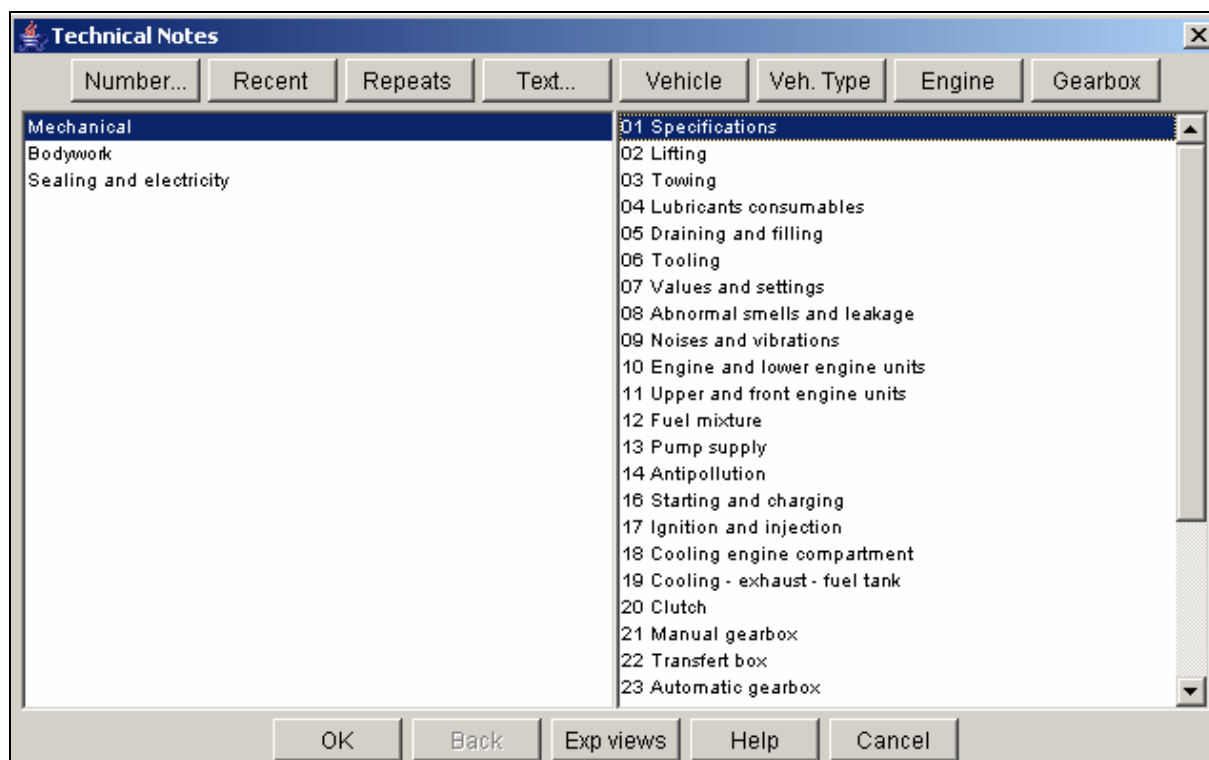 Technical Notes
Number... Recent Repeats Text... Vehicle Veh. Type Engine Gearbox
Mechanical
Bodywork
Sealing and electricity
01 Specifications
02 Lifting
03 Towing
04 Lubricants consumables
05 Draining and filling
06 Tooling
07 Values and settings
08 Abnormal smells and leakage
09 Noises and vibrations
10 Engine and lower engine units
11 Upper and front engine units
12 Fuel mixture
13 Pump supply
14 Antipollution
16 Starting and charging
17 Ignition and injection
18 Cooling engine compartment
19 Cooling - exhaust - fuel tank
20 Clutch
21 Manual gearbox
22 Transfert box
23 Automatic gearbox
OK Back Exp views Help Cancel